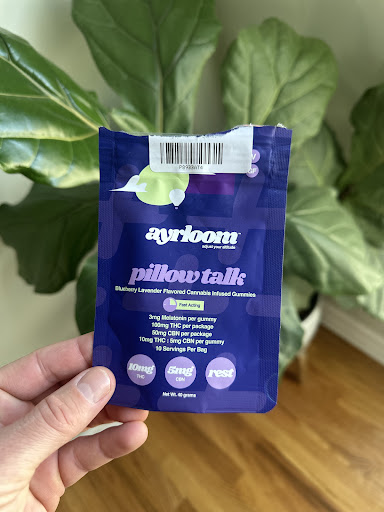 ayrloom
adjust your attitude
pillow talk
Blueberry Lavender Flavored Cannabis Infused Gummies
Fast Acting
3mg Melatonin per gummy
100mg THC per package
50mg CBN per package
10mg THC : 5mg CBN per gummy
10 Servings Per Bag
10mg
THC
5mg
CBN
rest
Net Wt. 40 grams